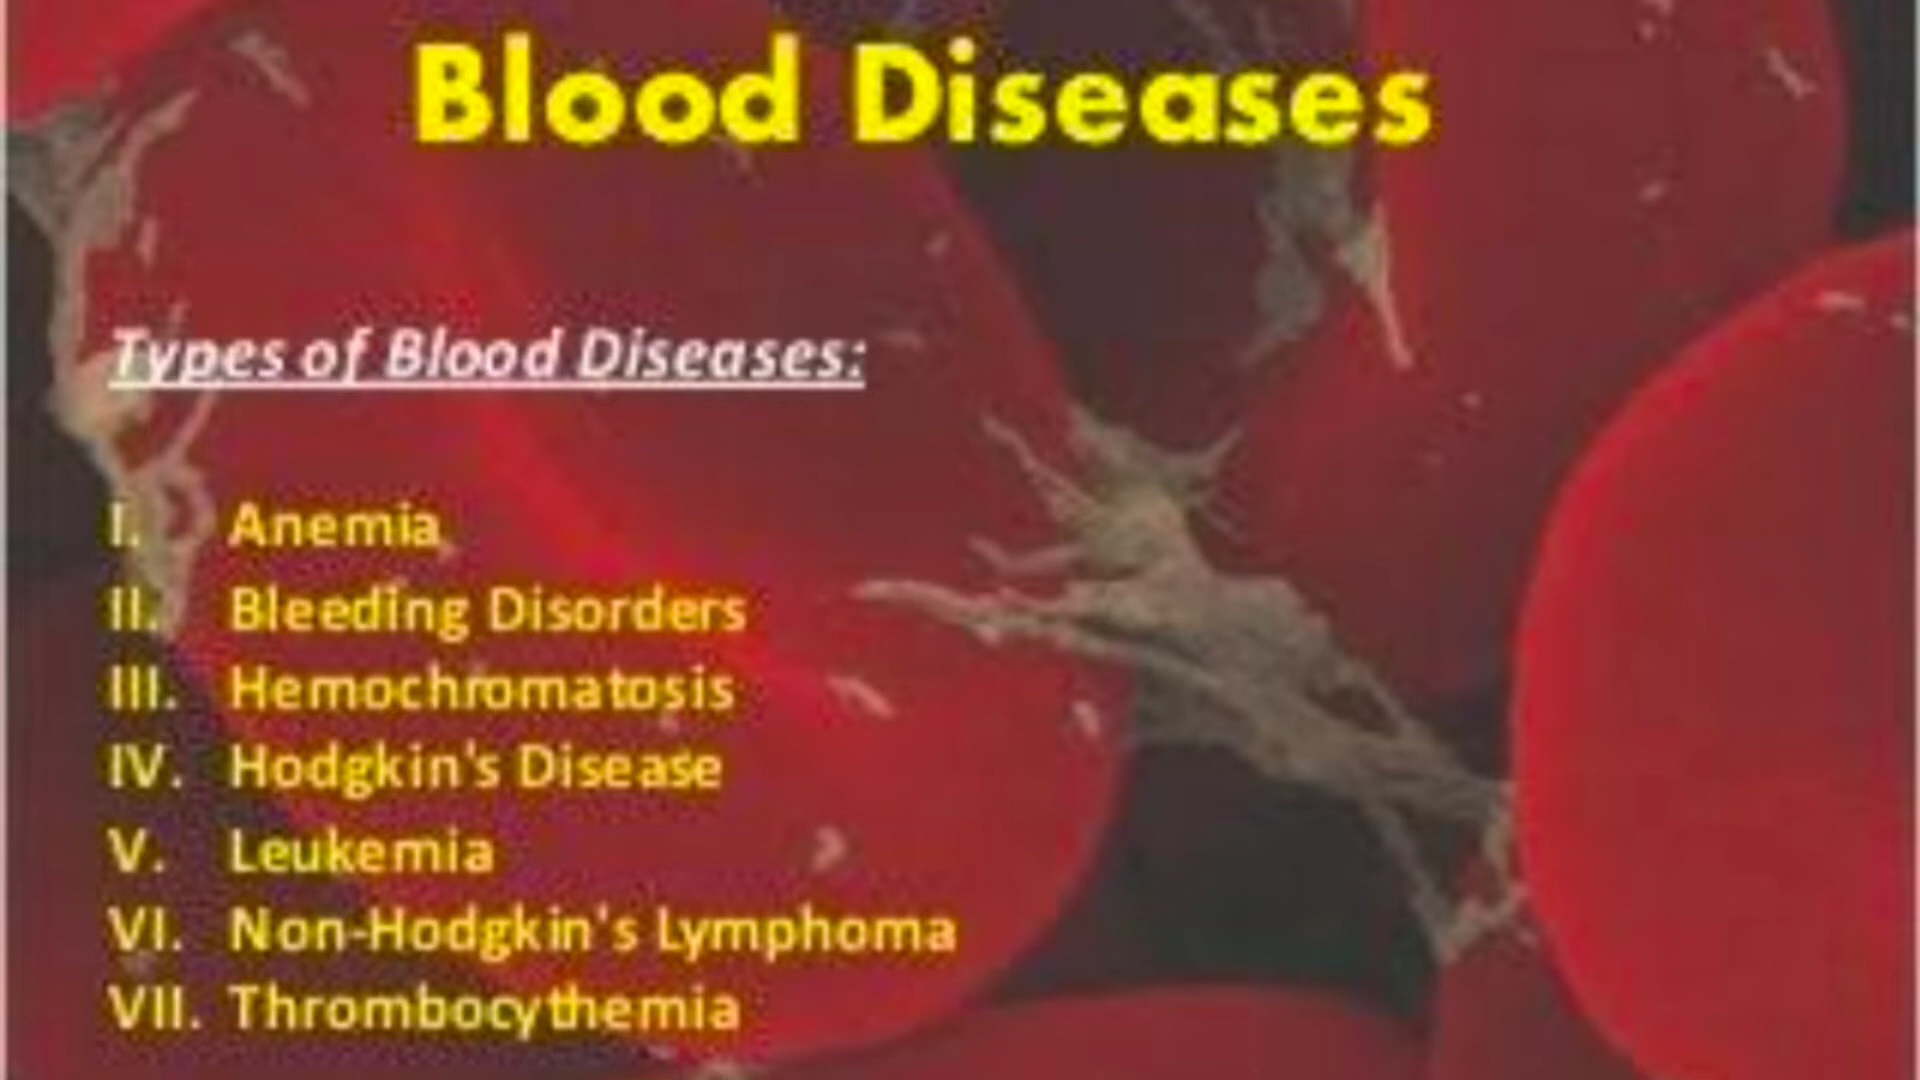 Blood Diseases
Types of Blood Diseases:
I. Anemia
II. Bleeding Disorders
III. Hemochromatosis
IV. Hodgkin's Disease
V. Leukemia
VI. Non-Hodgkin's Lymphoma
VII. Thrombocythemia